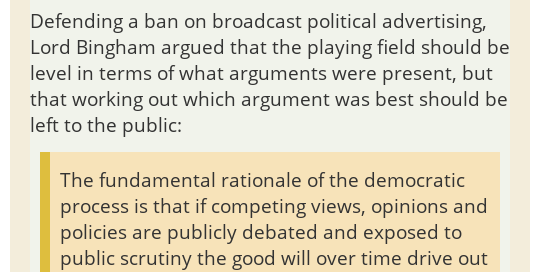 Defending a ban on broadcast political advertising,
Lord Bingham argued that the playing field should be
level in terms of what arguments were present, but
that working out which argument was best should be
left to the public:
The fundamental rationale of the democratic
process is that if competing views, opinions and
policies are publicly debated and exposed to
public scrutiny the good will over time drive out